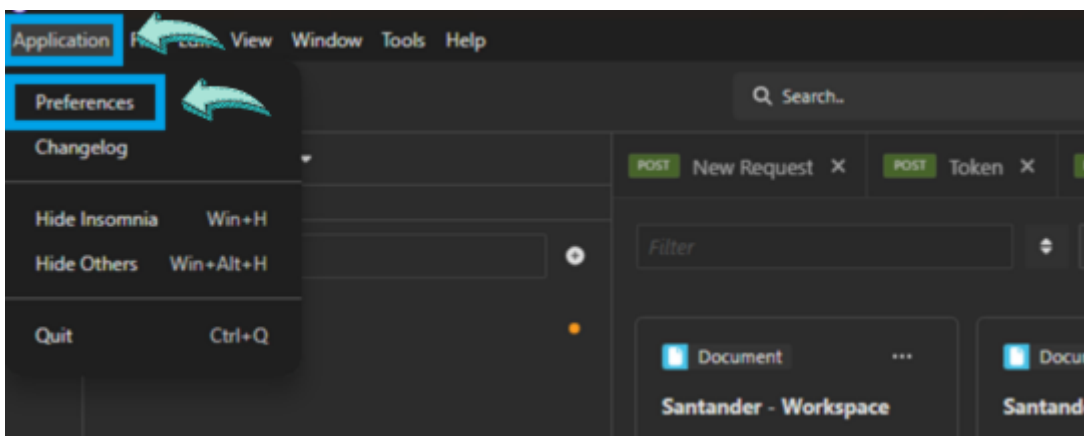 Application View Window Tools Help
Preferences
Changelog
Hide Insomnia Win+H
Hide Others Win+Alt+H
Quit Ctrl+Q
Search..
POST New Request × POST Token ×
Filter
Document ...
Santander - Workspace